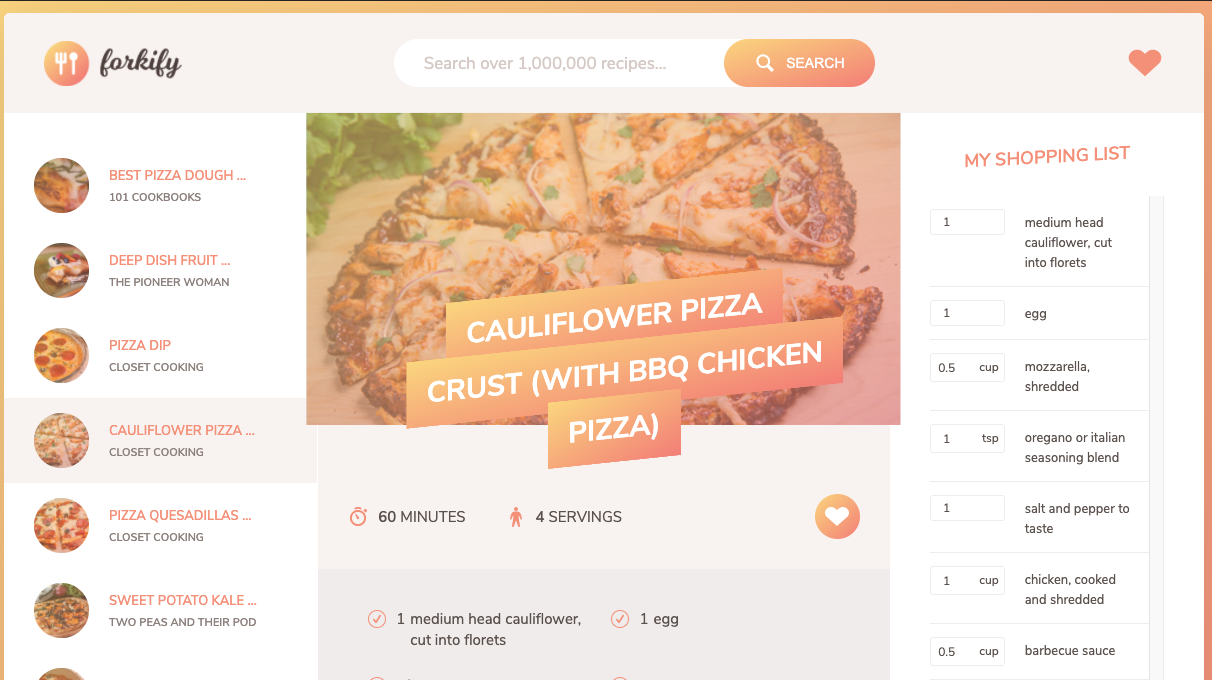 forkify
Search over 1,000,000 recipes...
SEARCH
BEST PIZZA DOUGH ...
101 COOKBOOKS
DEEP DISH FRUIT ...
THE PIONEER WOMAN
PIZZA DIP
CLOSET COOKING
CAULIFLOWER PIZZA ...
CLOSET COOKING
PIZZA QUESADILLAS ...
CLOSET COOKING
SWEET POTATO KALE ...
TWO PEAS AND THEIR POD
CAULIFLOWER PIZZA
CRUST (WITH BBQ CHICKEN
PIZZA)
60 MINUTES
4 SERVINGS
1 medium head cauliflower,
cut into florets
1 egg
MY SHOPPING LIST
1 medium head
cauliflower, cut
into florets
1 egg
0.5 cup mozzarella,
shredded
1 tsp oregano or italian
seasoning blend
1 salt and pepper to
taste
1 cup chicken, cooked
and shredded
0.5 cup barbecue sauce